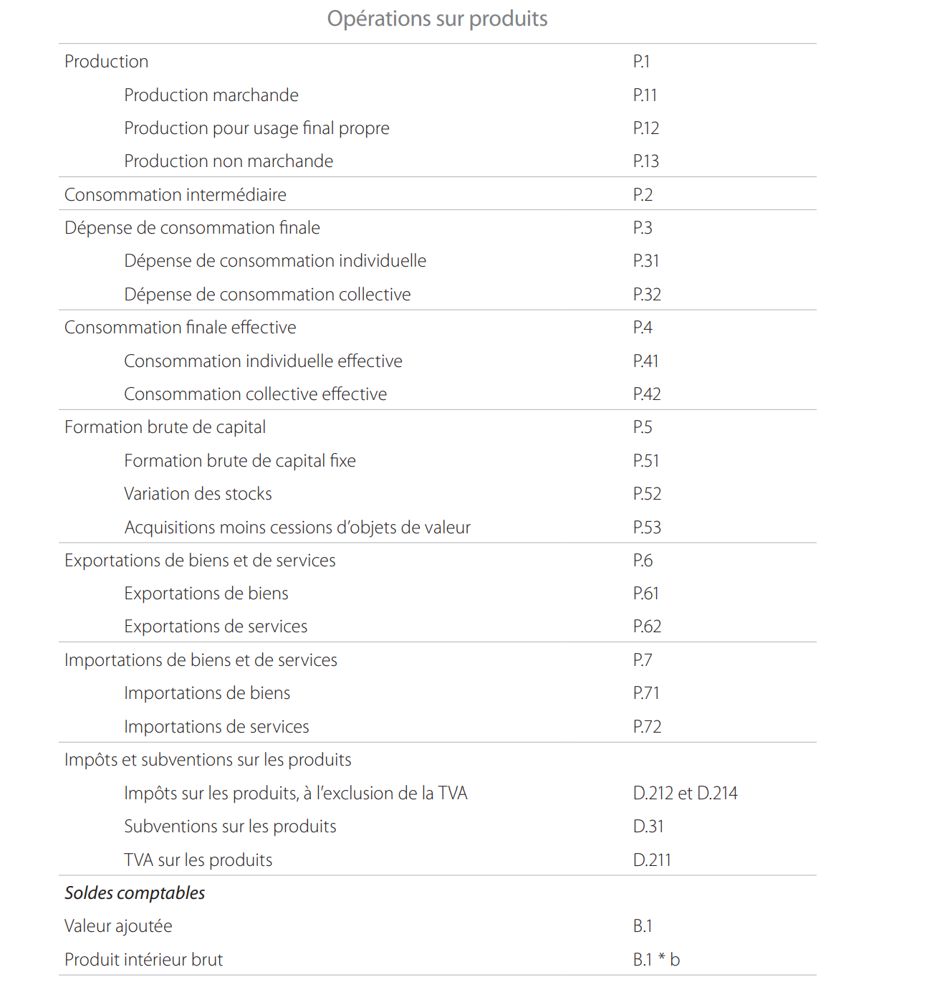 Opérations sur produits
Production P.1
Production marchande P.11
Production pour usage final propre P.12
Production non marchande P.13
Consommation intermédiaire P.2
Dépense de consommation finale P.3
Dépense de consommation individuelle P.31
Dépense de consommation collective P.32
Consommation finale effective P.4
Consommation individuelle effective P.41
Consommation collective effective P.42
Formation brute de capital P.5
Formation brute de capital fixe P.51
Variation des stocks P.52
Acquisitions moins cessions d’objets de valeur P.53
Exportations de biens et de services P.6
Exportations de biens P.61
Exportations de services P.62
Importations de biens et de services P.7
Importations de biens P.71
Importations de services P.72
Impôts et subventions sur les produits
Impôts sur les produits, à l’exclusion de la TVA D.212 et D.214
Subventions sur les produits D.31
TVA sur les produits D.211
Soldes comptables
Valeur ajoutée B.1
Produit intérieur brut B.1 * b